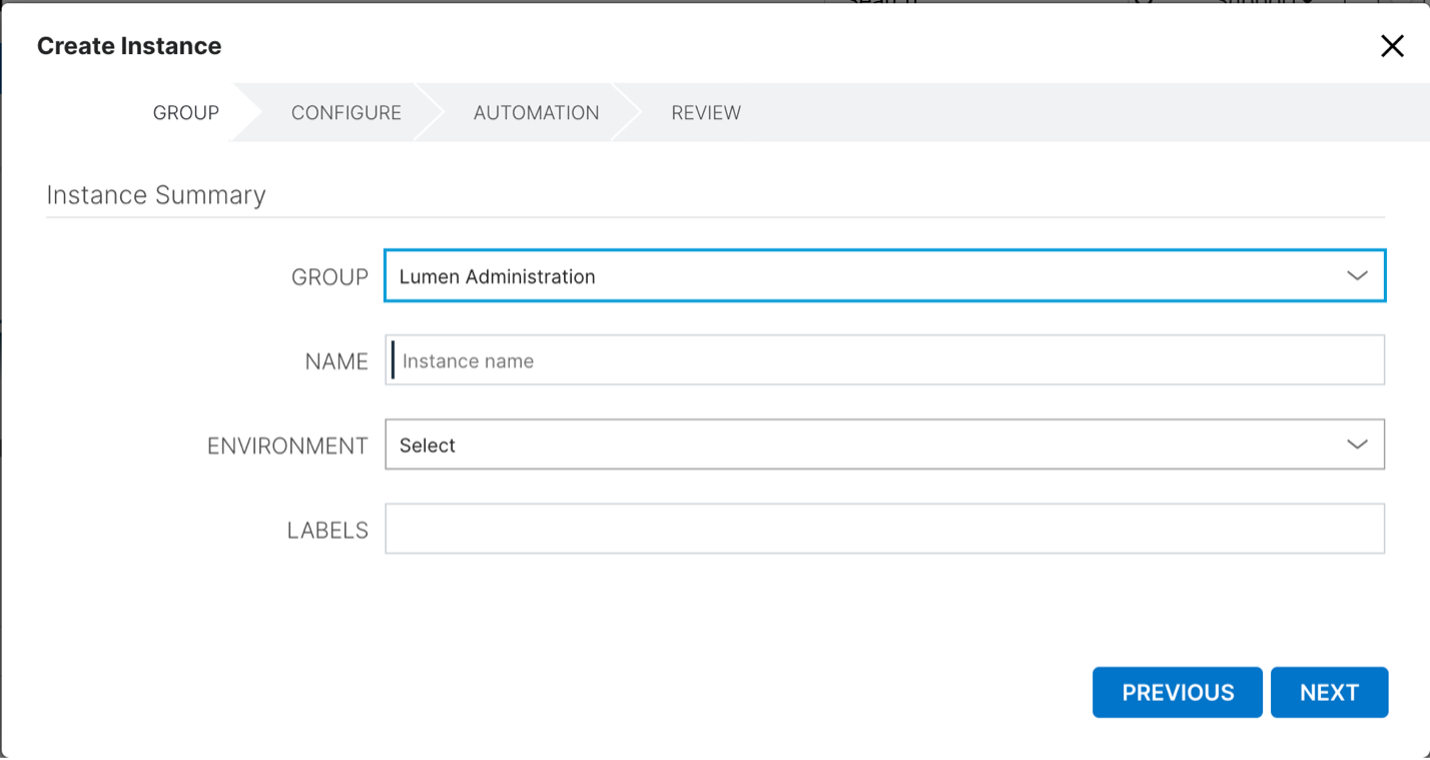 Create Instance
GROUP CONFIGURE AUTOMATION REVIEW
Instance Summary
GROUP Lumen Administration
NAME Instance name
ENVIRONMENT Select
LABELS
PREVIOUS NEXT